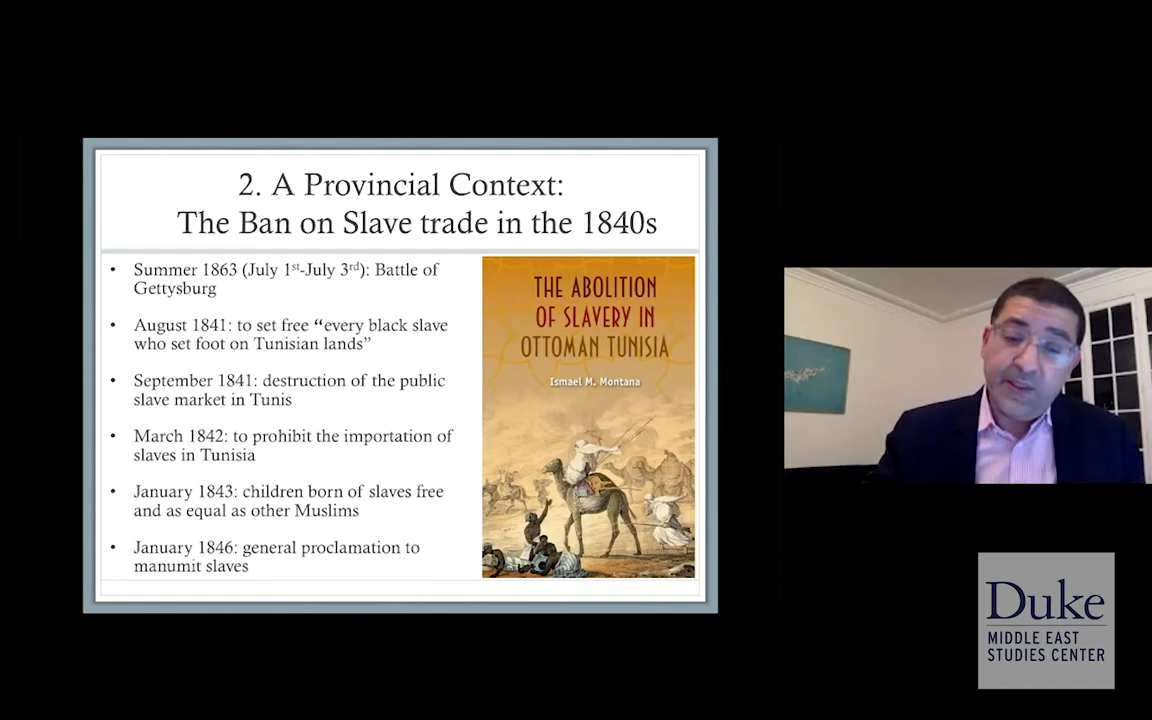 2. A Provincial Context:
The Ban on Slave trade in the 1840s
• Summer 1863 (July 1st-July 3rd): Battle of
Gettysburg
• August 1841: to set free “every black slave
who set foot on Tunisian lands”
• September 1841: destruction of the public
slave market in Tunis
• March 1842: to prohibit the importation of
slaves in Tunisia
• January 1843: children born of slaves free
and as equal as other Muslims
• January 1846: general proclamation to
manumit slaves
THE ABOLITION
OF SLAVERY IN
OTTOMAN TUNISIA
Ismael M. Montana
Duke
MIDDLE EAST
STUDIES CENTER